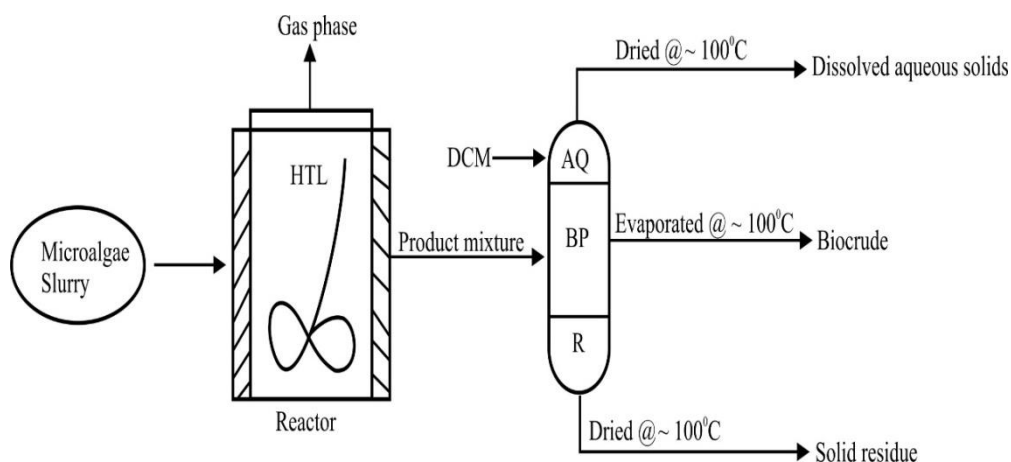 Gas phase
Dried @ ~ 100⁰C
Dissolved aqueous solids
DCM
AQ
HTL
Microalgae
Slurry
Product mixture
BP
Evaporated @ ~ 100⁰C
Biocrude
R
Reactor
Dried @ ~ 100⁰C
Solid residue